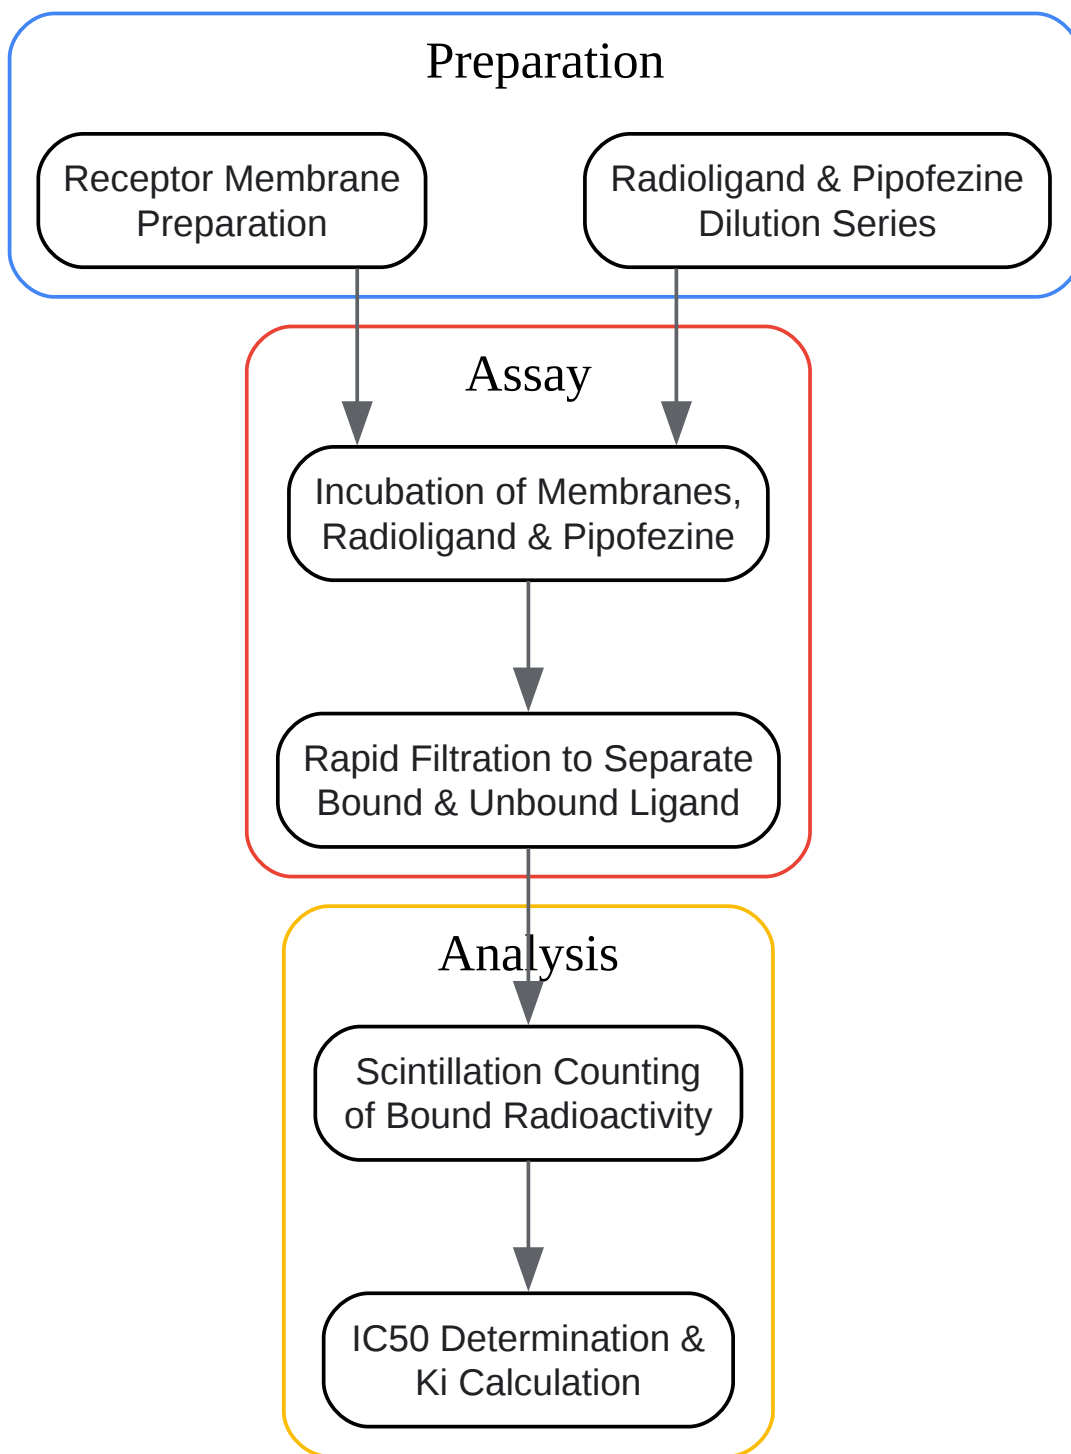 Preparation
Receptor Membrane
Preparation
Radioligand & Pipofezine
Dilution Series
Assay
Incubation of Membranes,
Radioligand & Pipofezine
Rapid Filtration to Separate
Bound & Unbound Ligand
Analysis
Scintillation Counting
of Bound Radioactivity
IC50 Determination &
Ki Calculation